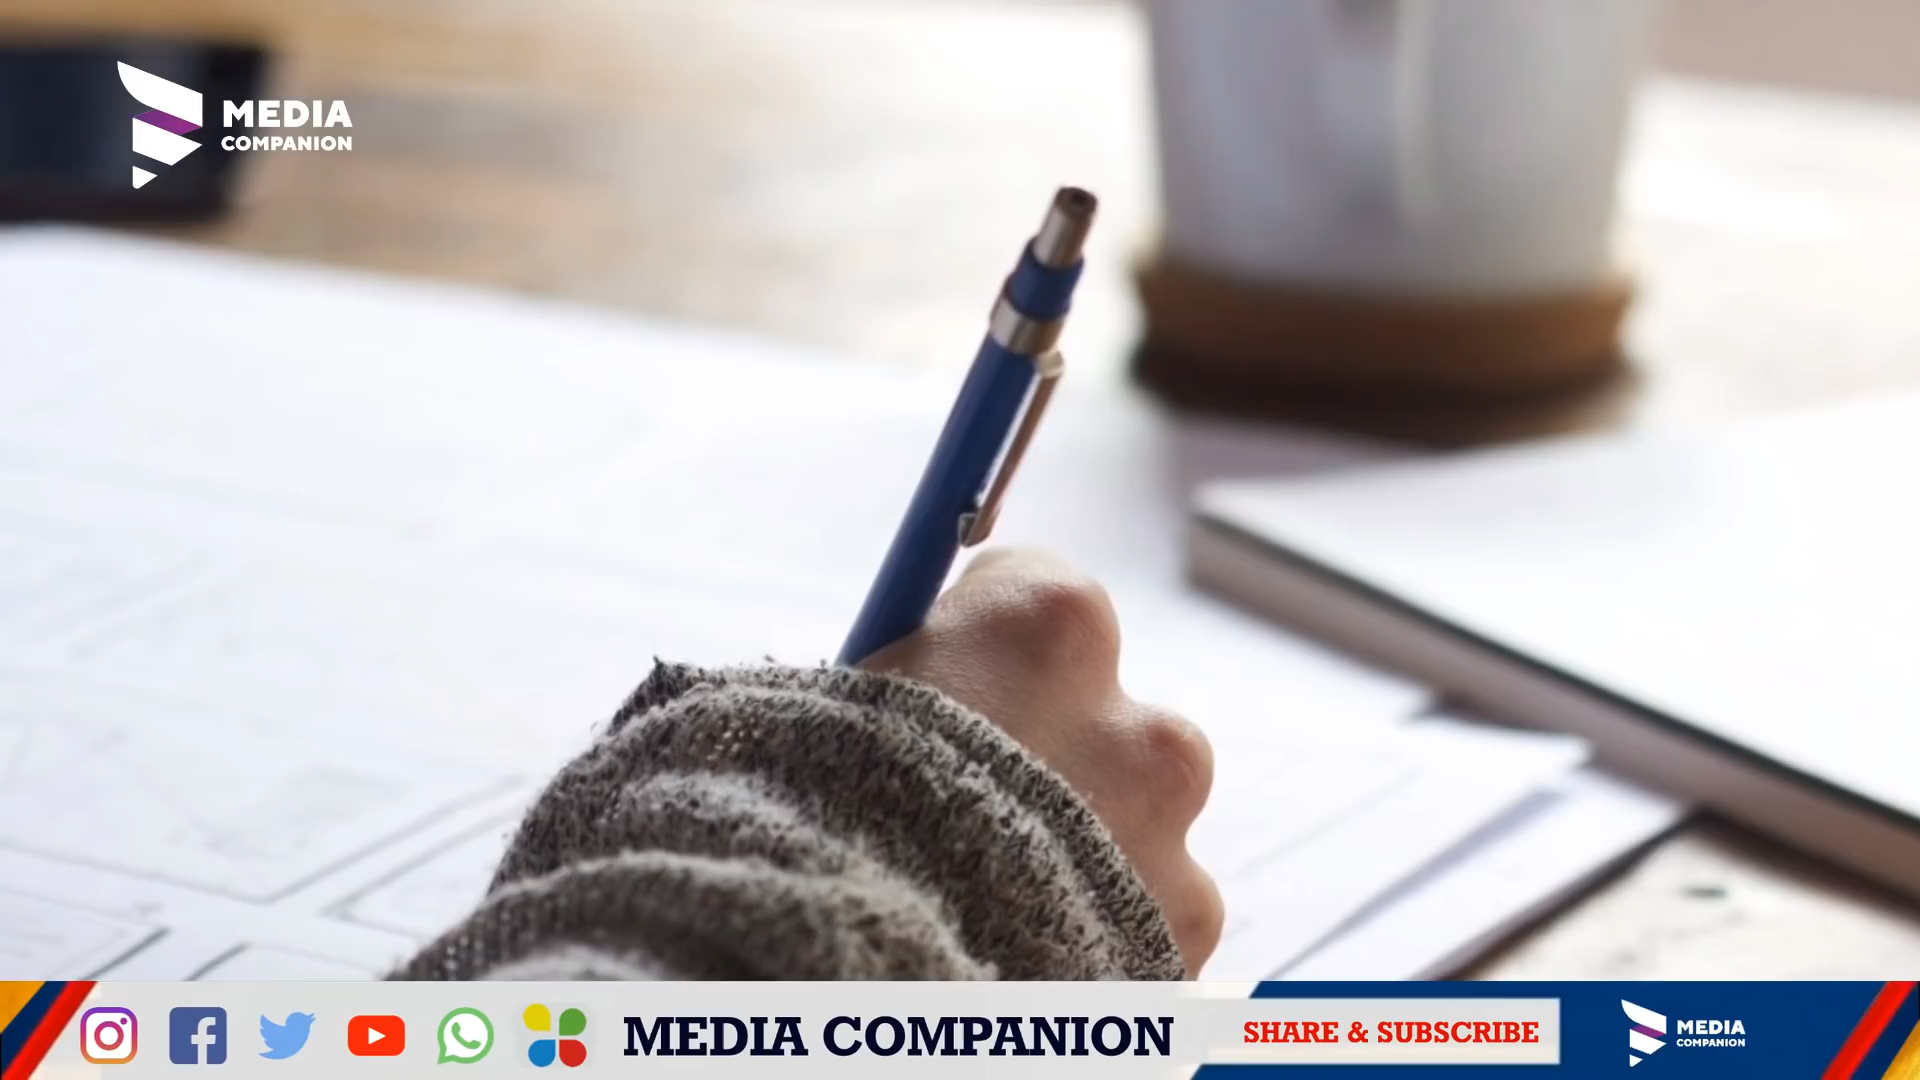 MEDIA
COMPANION
MEDIA COMPANION
SHARE & SUBSCRIBE
MEDIA
COMPANION